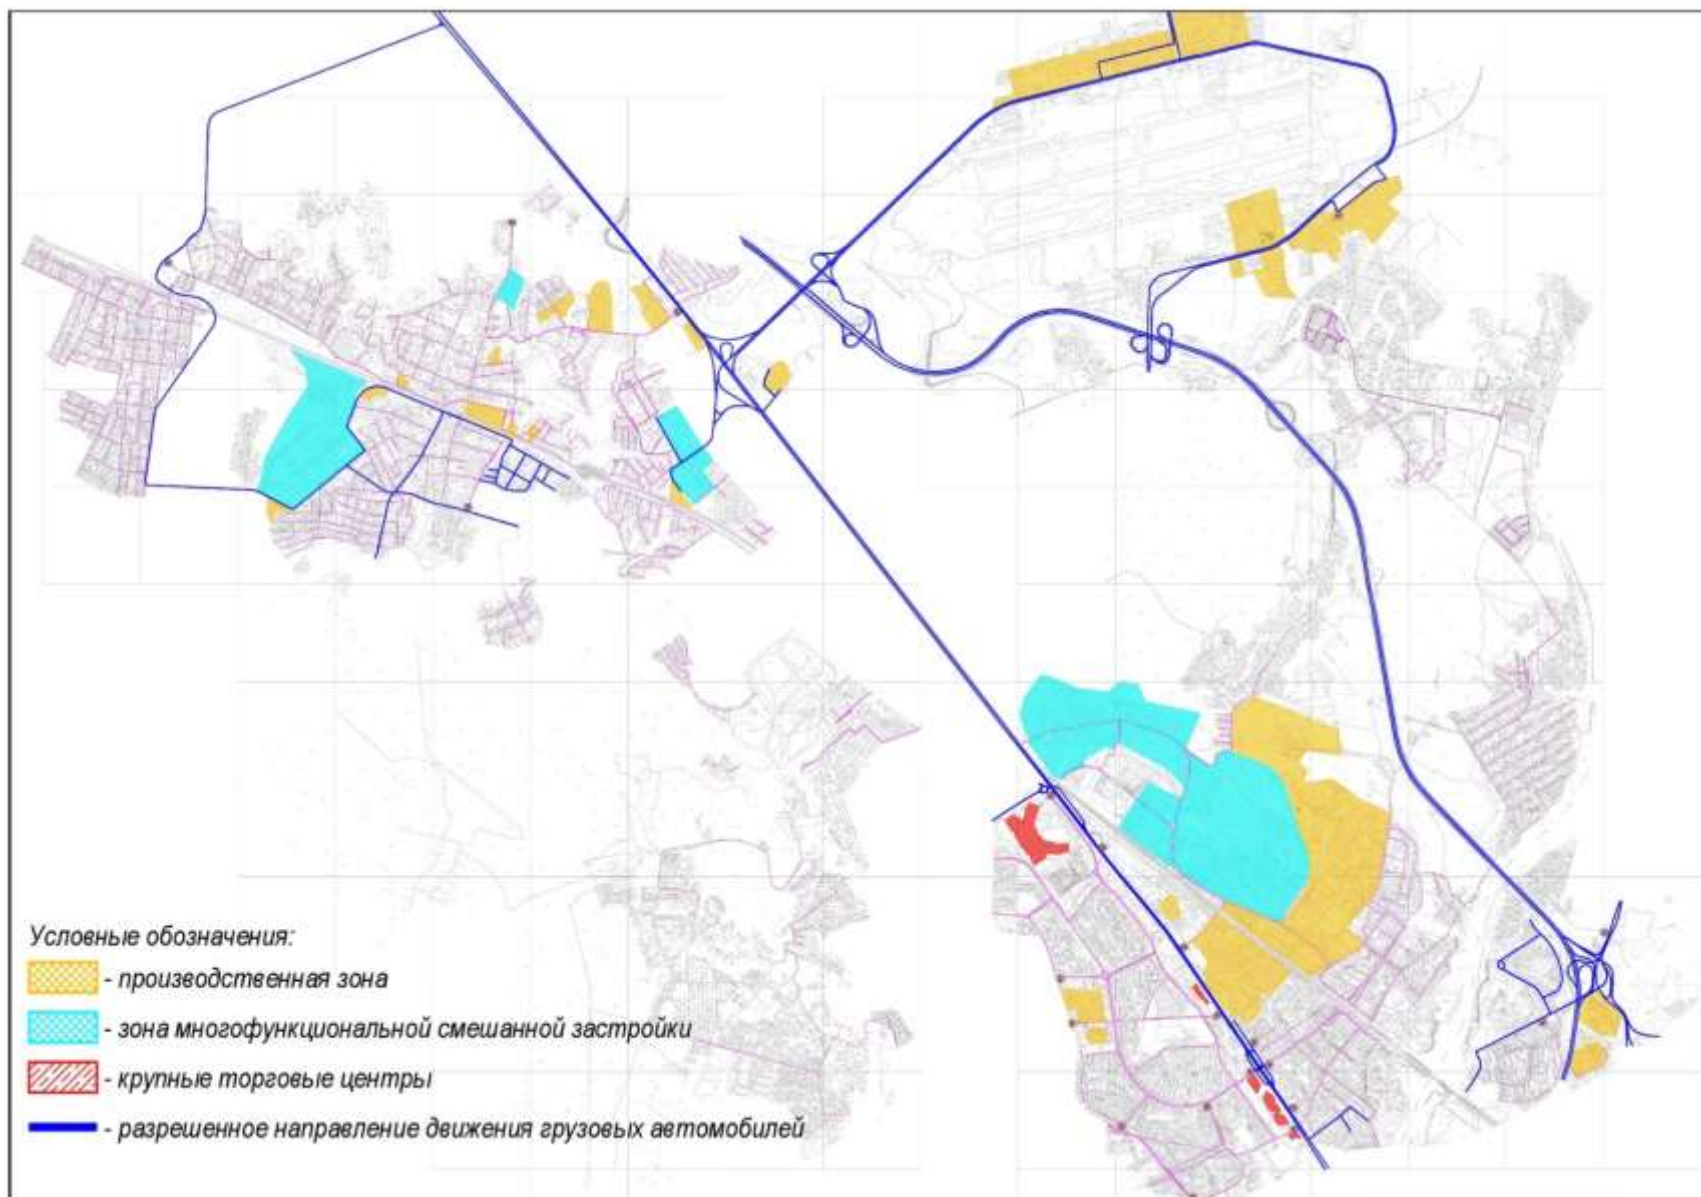 Условные обозначения:
- производственная зона
- зона многофункциональной смешанной застройки
- крупные торговые центры
- разрешенное направление движения грузовых автомобилей